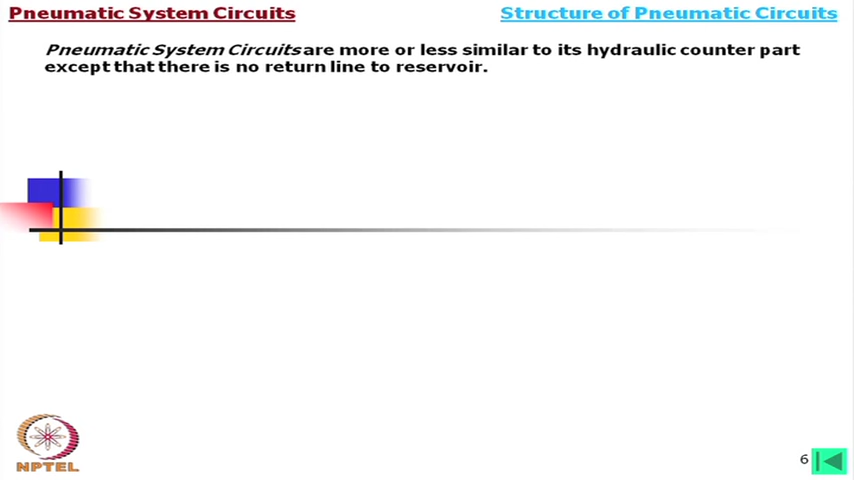 Pneumatic System Circuits
Structure of Pneumatic Circuits
Pneumatic System Circuits are more or less similar to its hydraulic counter part
except that there is no return line to reservoir.
NPTEL
6